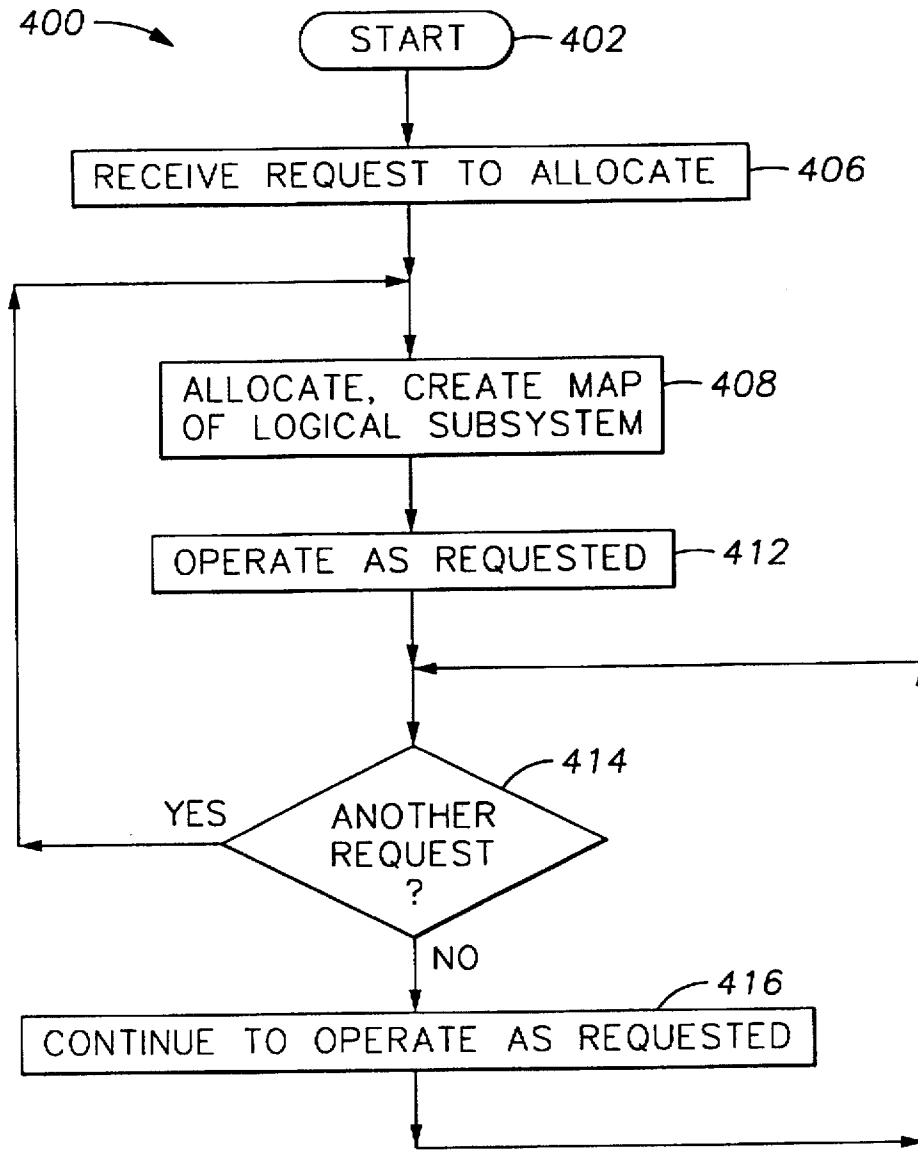 400
START
402
RECEIVE REQUEST TO ALLOCATE
406
ALLOCATE, CREATE MAP
OF LOGICAL SUBSYSTEM
408
OPERATE AS REQUESTED
412
414
YES
ANOTHER
REQUEST
?
NO
416
CONTINUE TO OPERATE AS REQUESTED